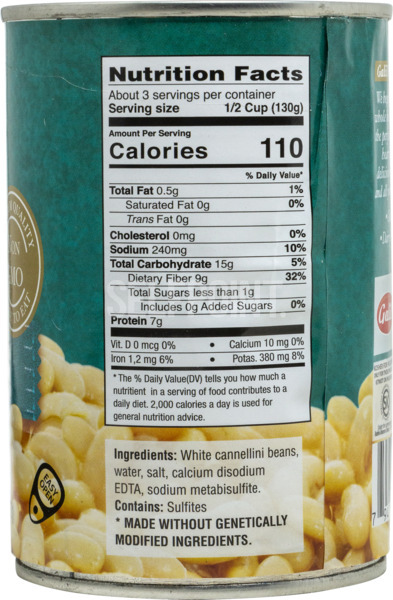 Nutrition Facts
About 3 servings per container
Serving size 1/2 Cup (130g)
Amount Per Serving
Calories 110
% Daily Value*
Total Fat 0.5g 1%
Saturated Fat 0g 0%
Trans Fat 0g
Cholesterol 0mg 0%
Sodium 240mg 10%
Total Carbohydrate 15g 5%
Dietary Fiber 9g 32%
Total Sugars less than 1g
Includes 0g Added Sugars 0%
Protein 7g
Vit. D 0 mcg 0% • Calcium 10 mg 0%
Iron 1,2 mg 6% • Potas. 380 mg 8%
*The % Daily Value(DV) tells you how much a
nutritient in a serving of food contributes to a
daily diet. 2,000 calories a day is used for
general nutrition advice.
Ingredients: White cannellini beans,
water, salt, calcium disodium
EDTA, sodium metabisulfite.
Contains: Sulfites
* MADE WITHOUT GENETICALLY
MODIFIED INGREDIENTS.
EASY
OPEN
TO EAT